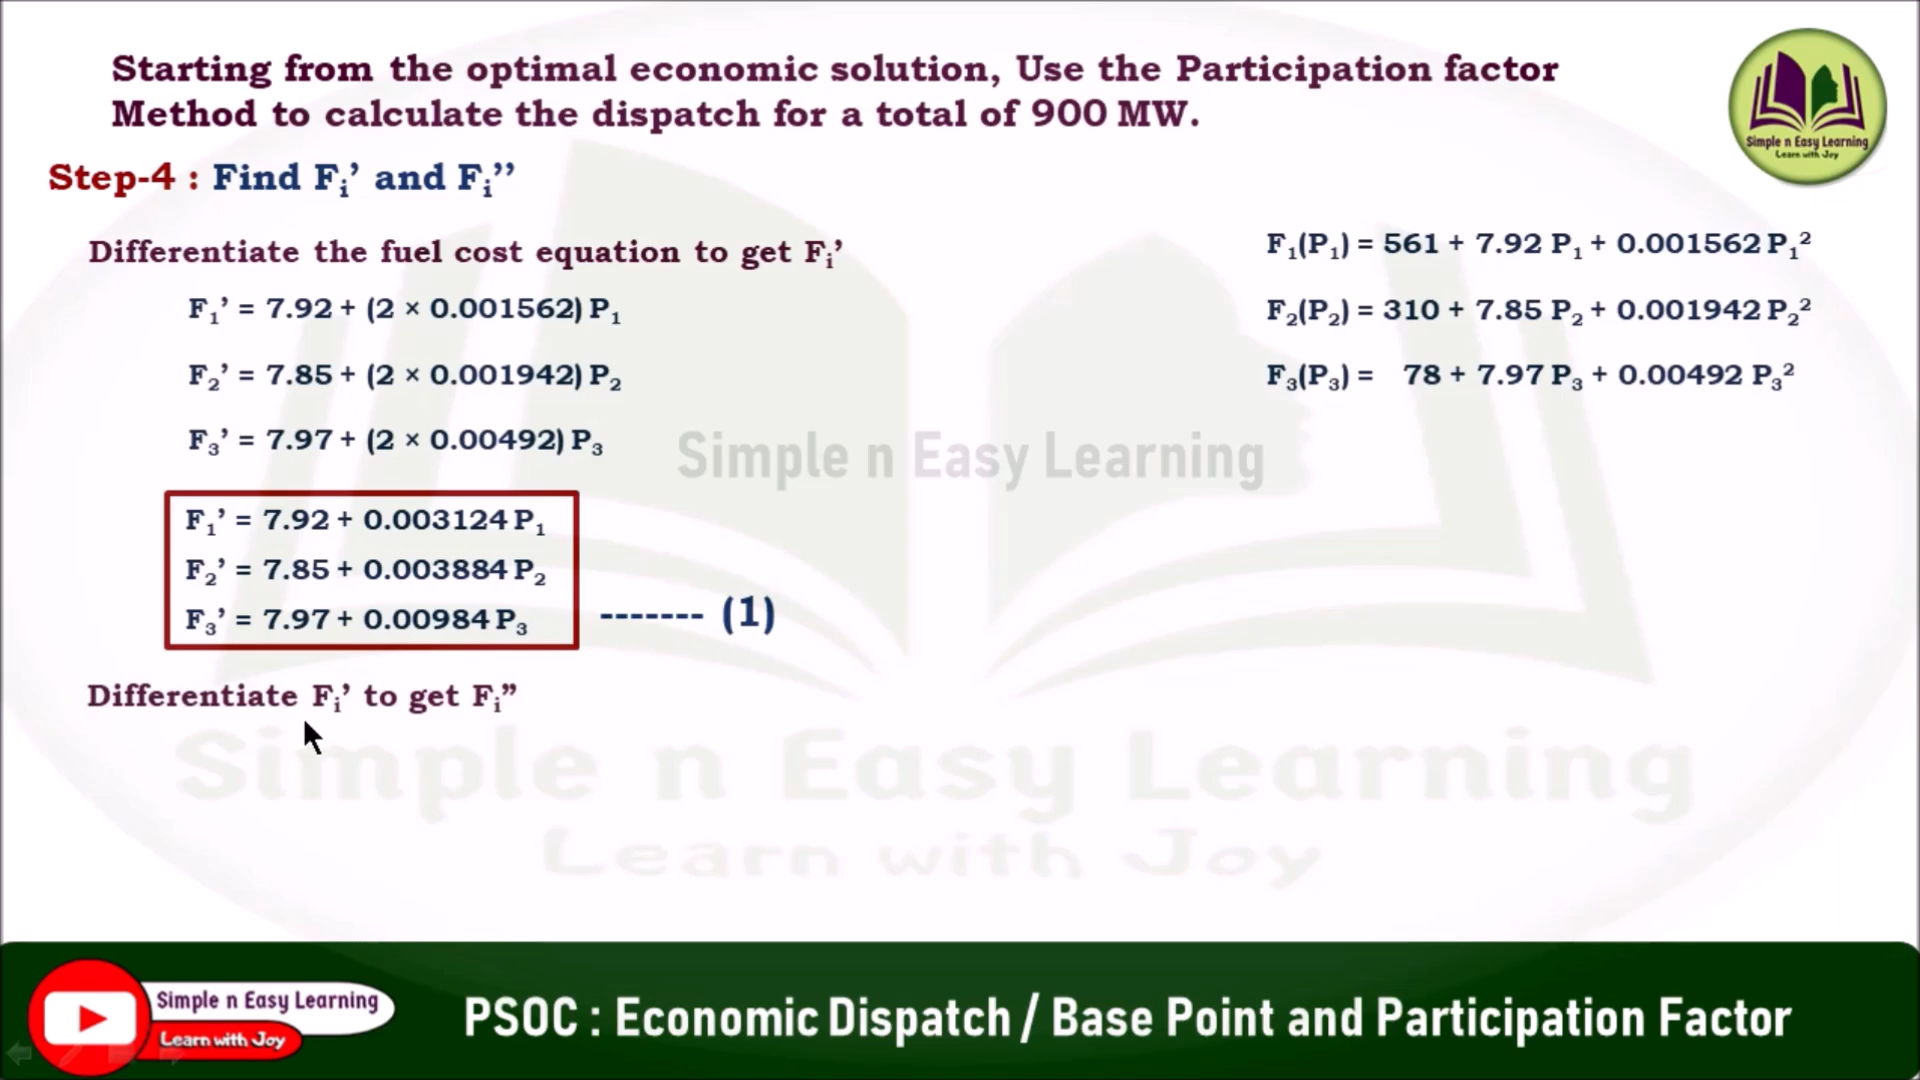 Starting from the optimal economic solution, Use the Participation factor
Method to calculate the dispatch for a total of 900 MW.
Simple n Easy Learning
Learn with Joy
Step-4 : Find Fᵢ’ and Fᵢ’’
Differentiate the fuel cost equation to get Fᵢ’
F₁’ = 7.92 + (2 × 0.001562) P₁
F₂’ = 7.85 + (2 × 0.001942) P₂
F₃’ = 7.97 + (2 × 0.00492) P₃
F₁(P₁) = 561 + 7.92 P₁ + 0.001562 P₁²
F₂(P₂) = 310 + 7.85 P₂ + 0.001942 P₂²
F₃(P₃) = 78 + 7.97 P₃ + 0.00492 P₃²
Simple n Easy Learning
F₁’ = 7.92 + 0.003124 P₁
F₂’ = 7.85 + 0.003884 P₂
F₃’ = 7.97 + 0.00984 P₃
------- (1)
Differentiate Fᵢ’ to get Fᵢ”
Simple n Easy Learning
Learn with Joy
Simple n Easy Learning
Learn with Joy
PSOC : Economic Dispatch / Base Point and Participation Factor